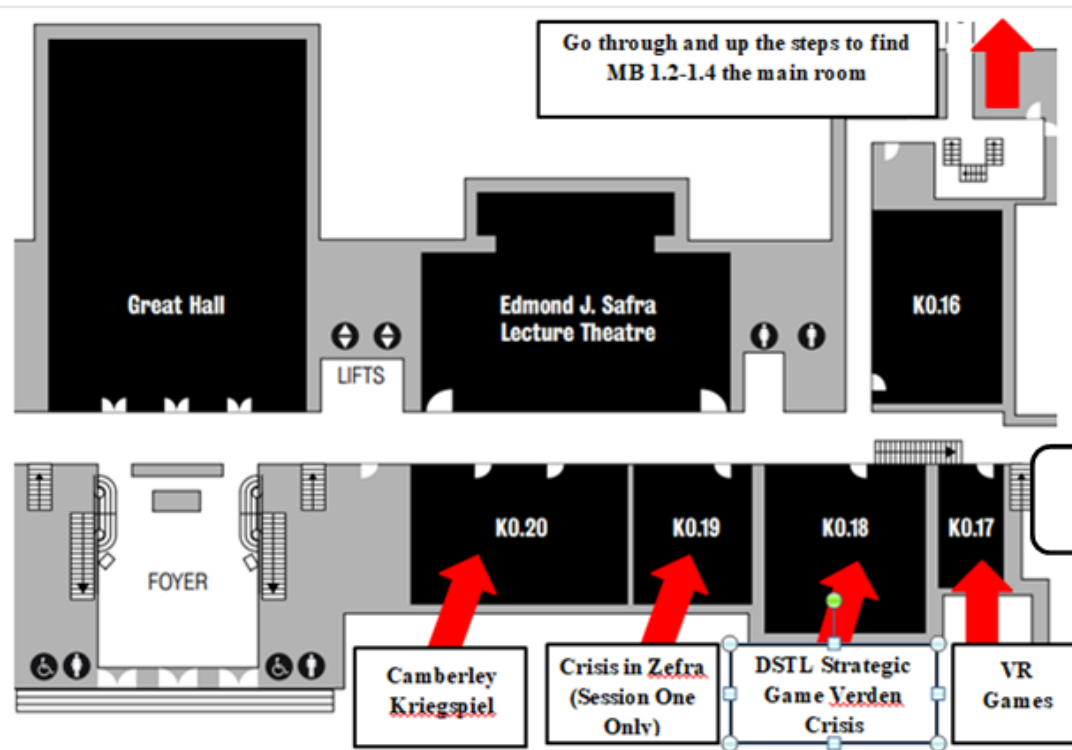 Go through and up the steps to find
MB 1.2-1.4 the main room
Great Hall
Edmond J. Safra
Lecture Theatre
K0.16
LIFTS
K0.20
K0.19
K0.18
K0.17
FOYER
Camberley
Kriegspiel
Crisis in Zefra
(Session One
Only)
DSTL Strategic
Game Verden
Crisis
VR
Games